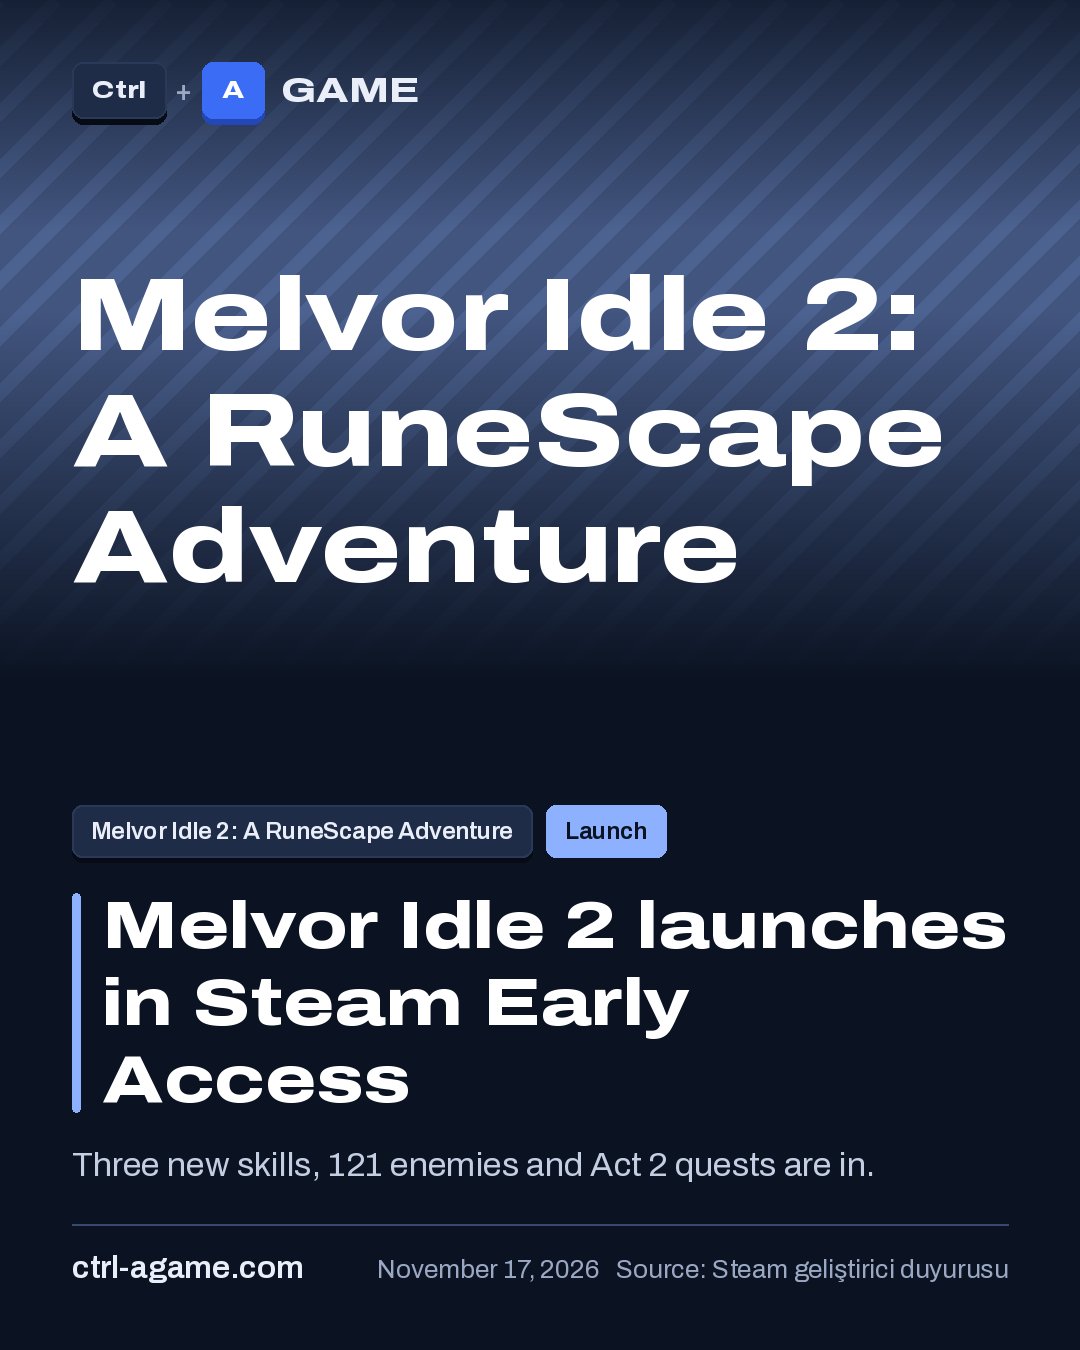 Ctrl + A GAME
Melvor Idle 2:
A RuneScape
Adventure
Melvor Idle 2: A RuneScape Adventure Launch
Melvor Idle 2 launches
in Steam Early
Access
Three new skills, 121 enemies and Act 2 quests are in.
ctrl-agame.com November 17, 2026 Source: Steam geliştirici duyurusu